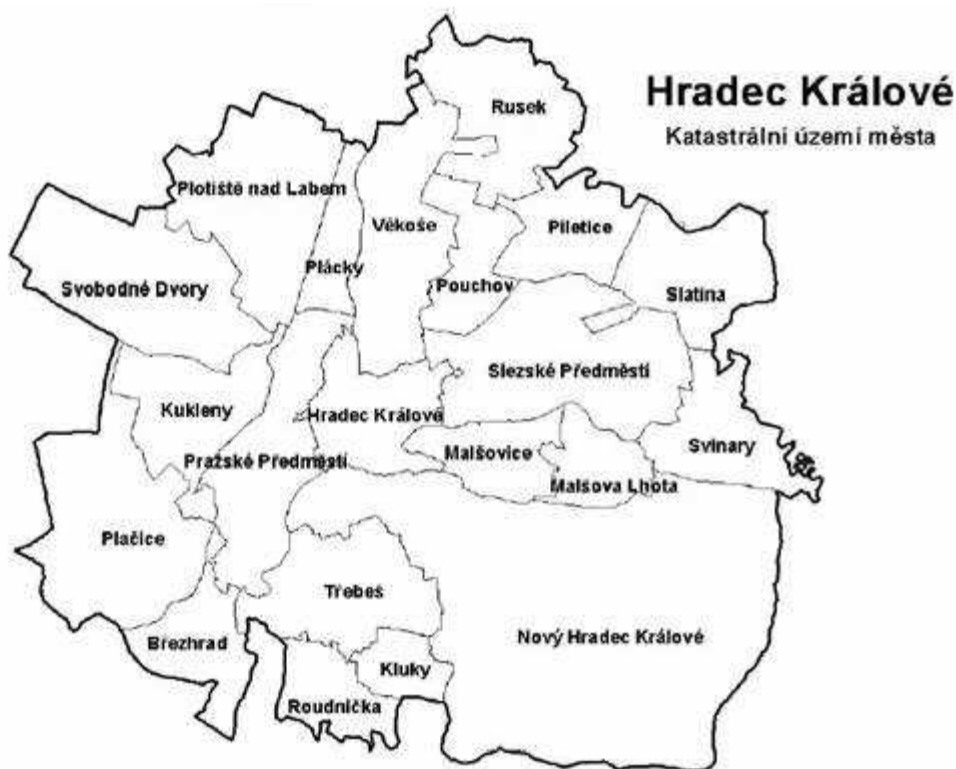 Hradec Králové
Katastrální území města
Rusek
Plotiště nad Labem
Věkoše
Piletice
Plácky
Pouchov
Svobodné Dvory
Slatina
Slezské Předměstí
Kukleny
Hradec Králové
Svinary
Malšovice
Pražské Předměstí
Malšova Lhota
Plačice
Třebeš
Nový Hradec Králové
Březhrad
Kluky
Roudnička